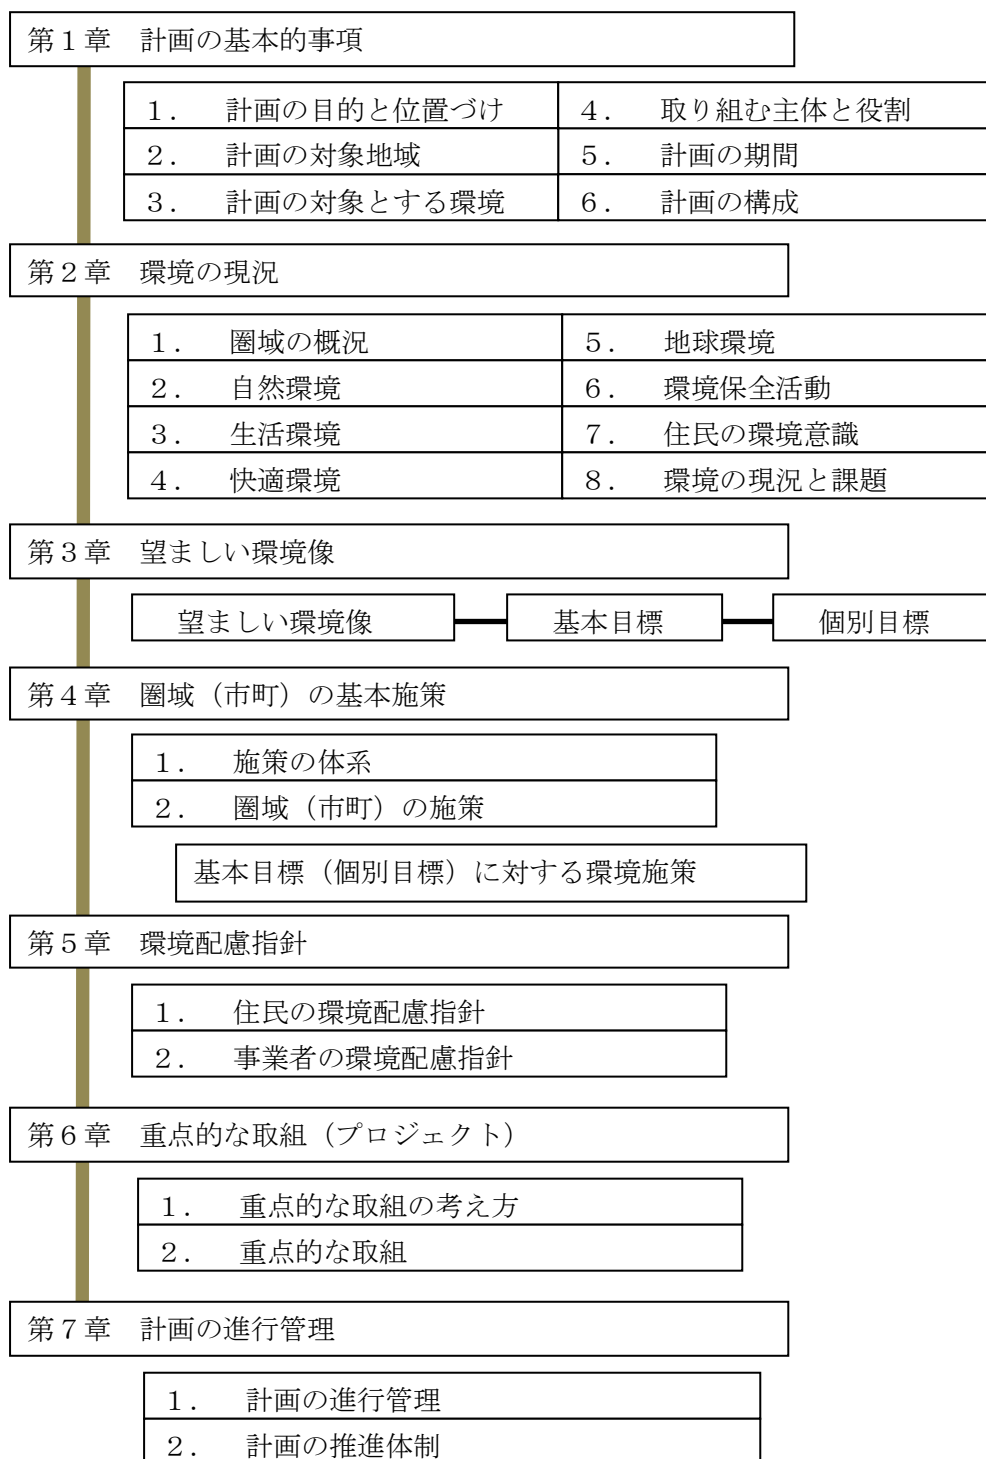 第１章　計画の基本的事項
１．　計画の目的と位置づけ
２．　計画の対象地域
３．　計画の対象とする環境
４．　取り組む主体と役割
５．　計画の期間
６．　計画の構成
第２章　環境の現況
１．　圏域の概況
２．　自然環境
３．　生活環境
４．　快適環境
５．　地球環境
６．　環境保全活動
７．　住民の環境意識
８．　環境の現況と課題
第３章　望ましい環境像
望ましい環境像　基本目標　個別目標
第４章　圏域（市町）の基本施策
１．　施策の体系
２．　圏域（市町）の施策
基本目標（個別目標）に対する環境施策
第５章　環境配慮指針
１．　住民の環境配慮指針
２．　事業者の環境配慮指針
第６章　重点的な取組（プロジェクト）
１．　重点的な取組の考え方
２．　重点的な取組
第７章　計画の進行管理
１．　計画の進行管理
２．　計画の推進体制